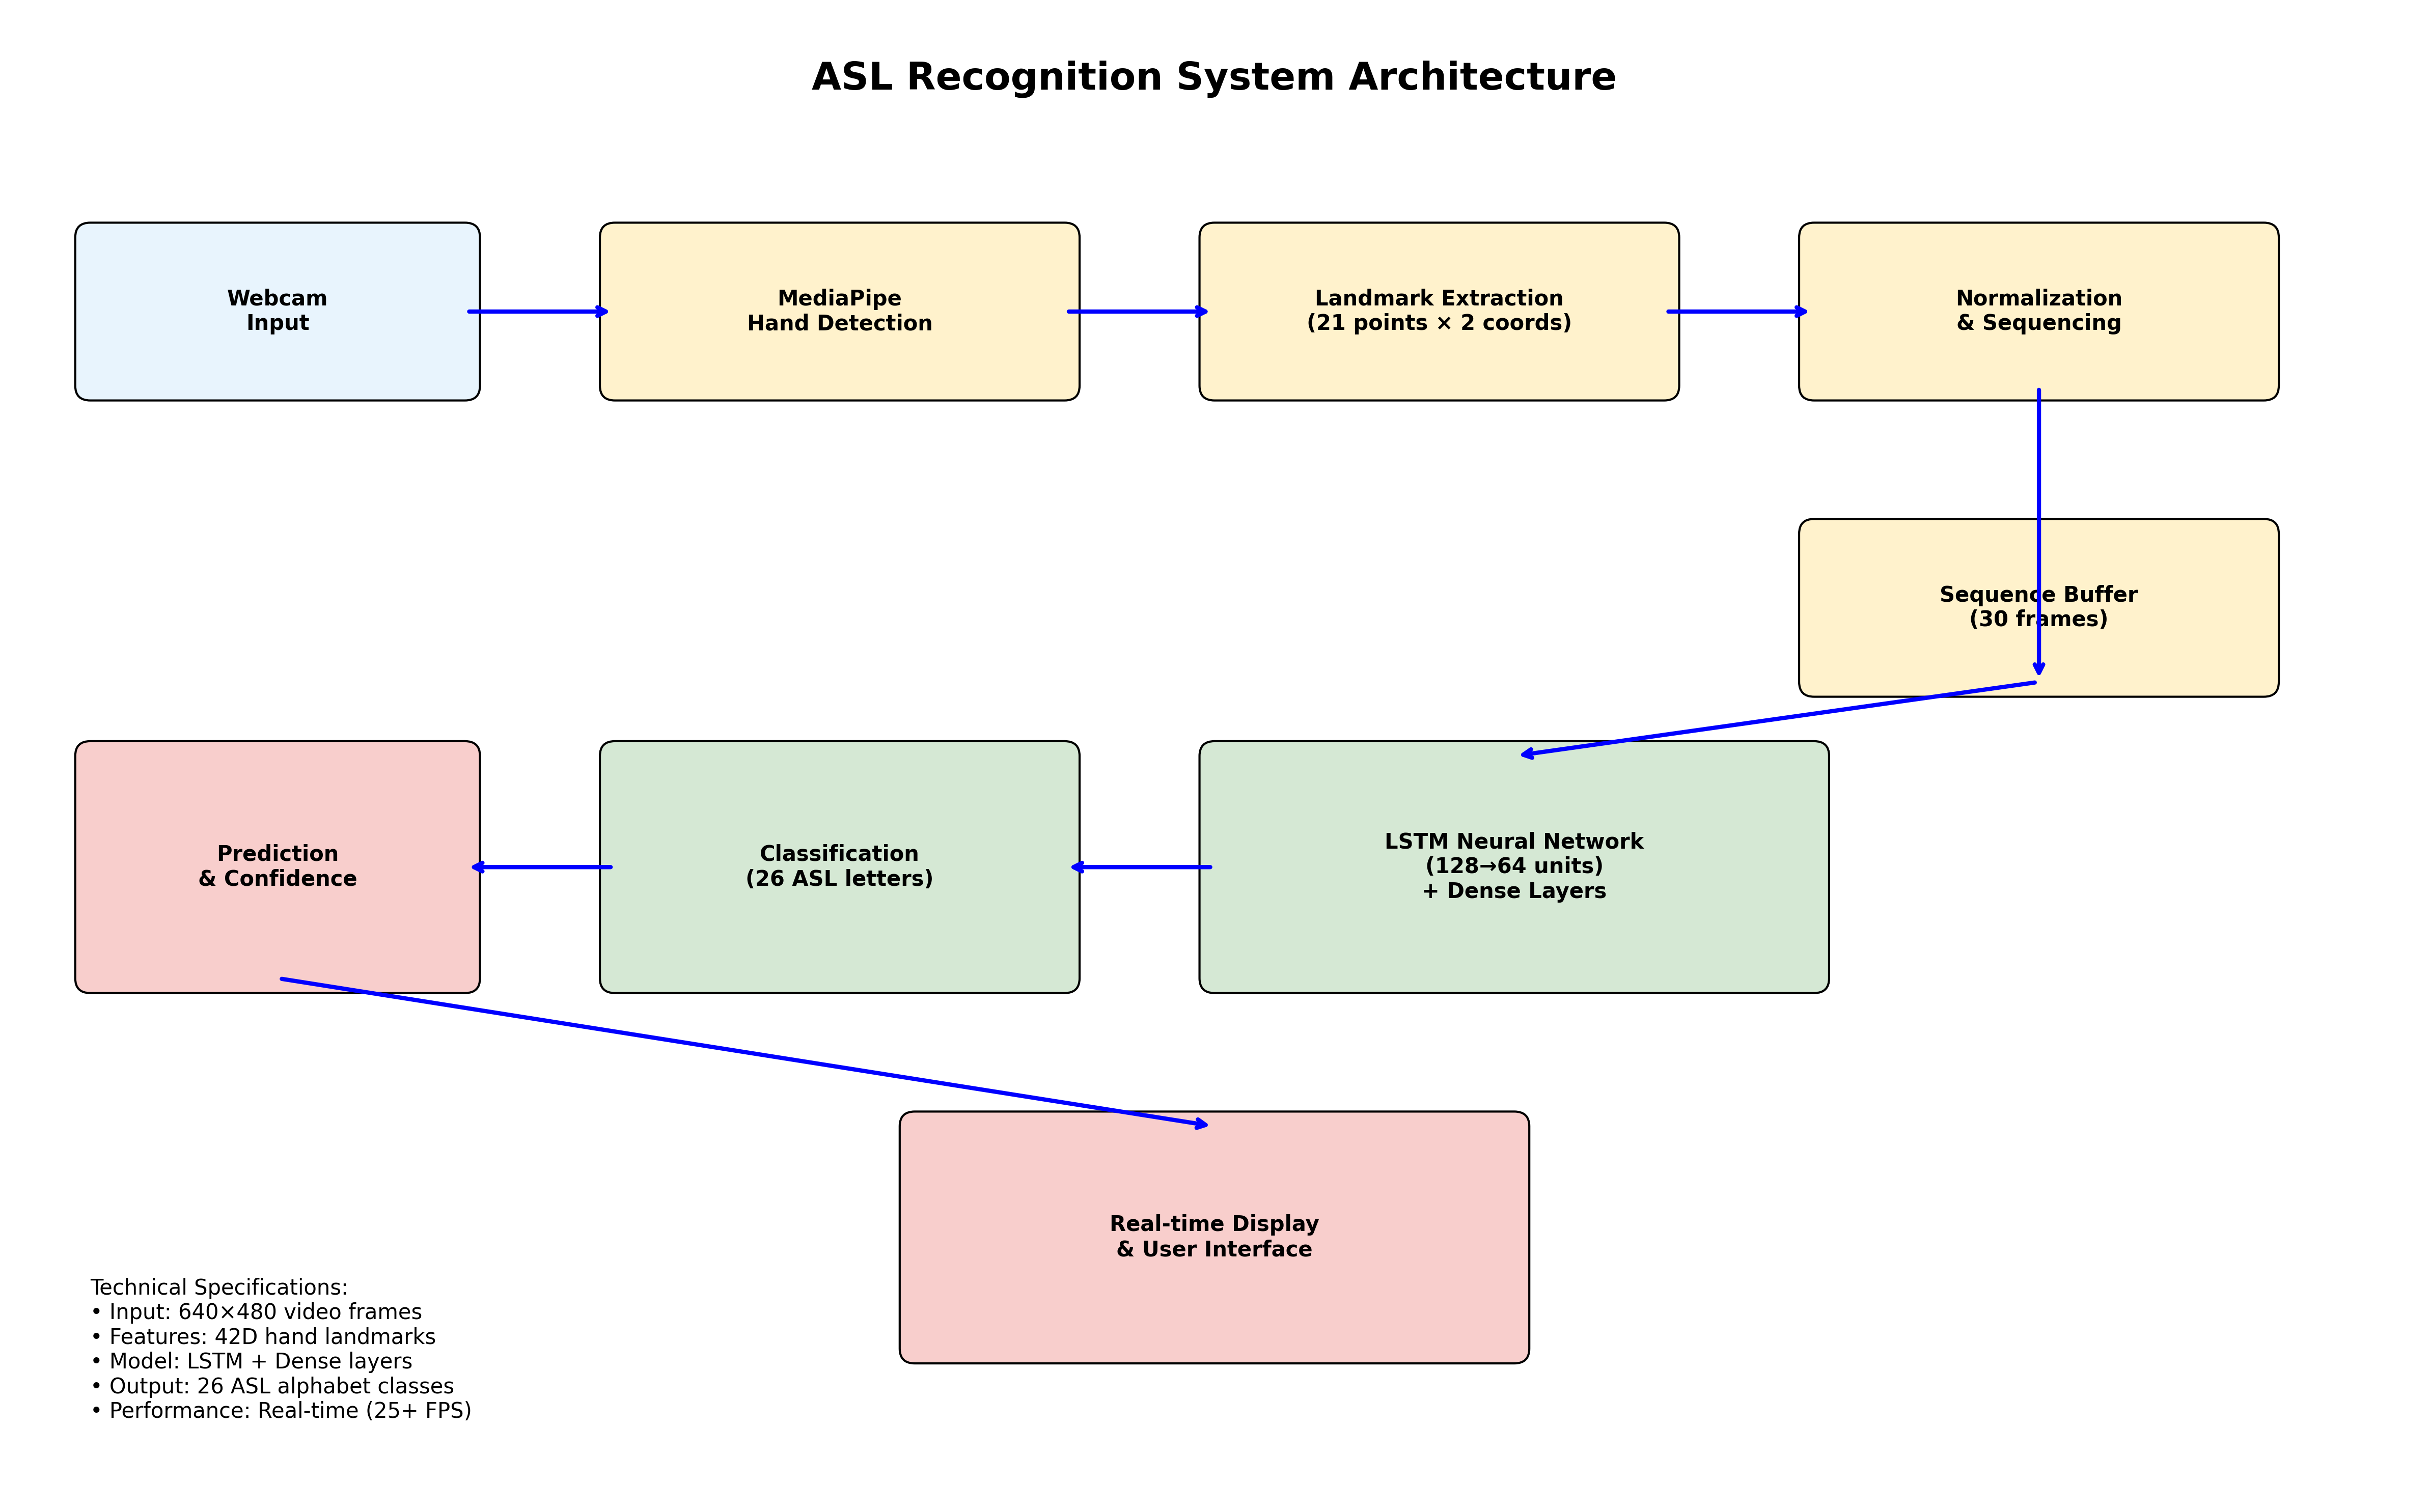 ASL Recognition System Architecture
Webcam
Input
MediaPipe
Hand Detection
Landmark Extraction
(21 points × 2 coords)
Normalization
& Sequencing
Sequence Buffer
(30 frames)
LSTM Neural Network
(128→64 units)
+ Dense Layers
Classification
(26 ASL letters)
Prediction
& Confidence
Real-time Display
& User Interface
Technical Specifications:
• Input: 640×480 video frames
• Features: 42D hand landmarks
• Model: LSTM + Dense layers
• Output: 26 ASL alphabet classes
• Performance: Real-time (25+ FPS)